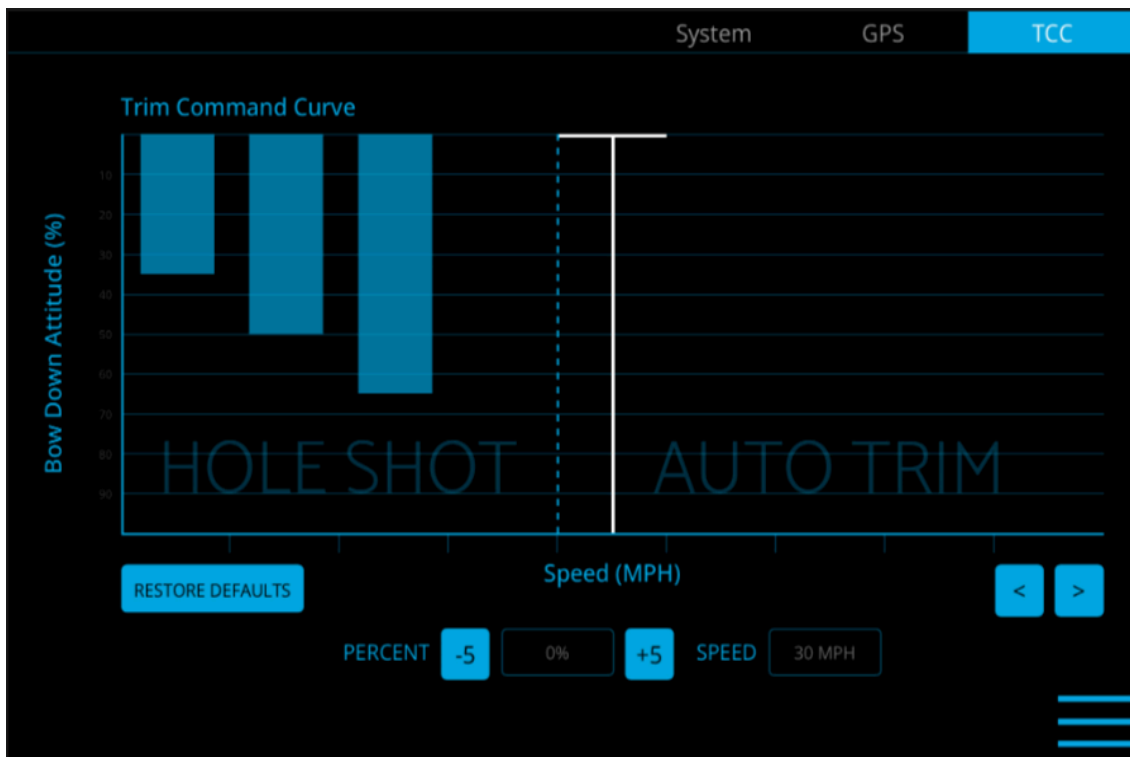 System GPS TCC
Trim Command Curve
10
20
30
40
50
60
70
80
90
Bow Down Attitude (%)
HOLE SHOT AUTO TRIM
Speed (MPH)
RESTORE DEFAULTS < >
PERCENT -5 0% +5 SPEED 30 MPH